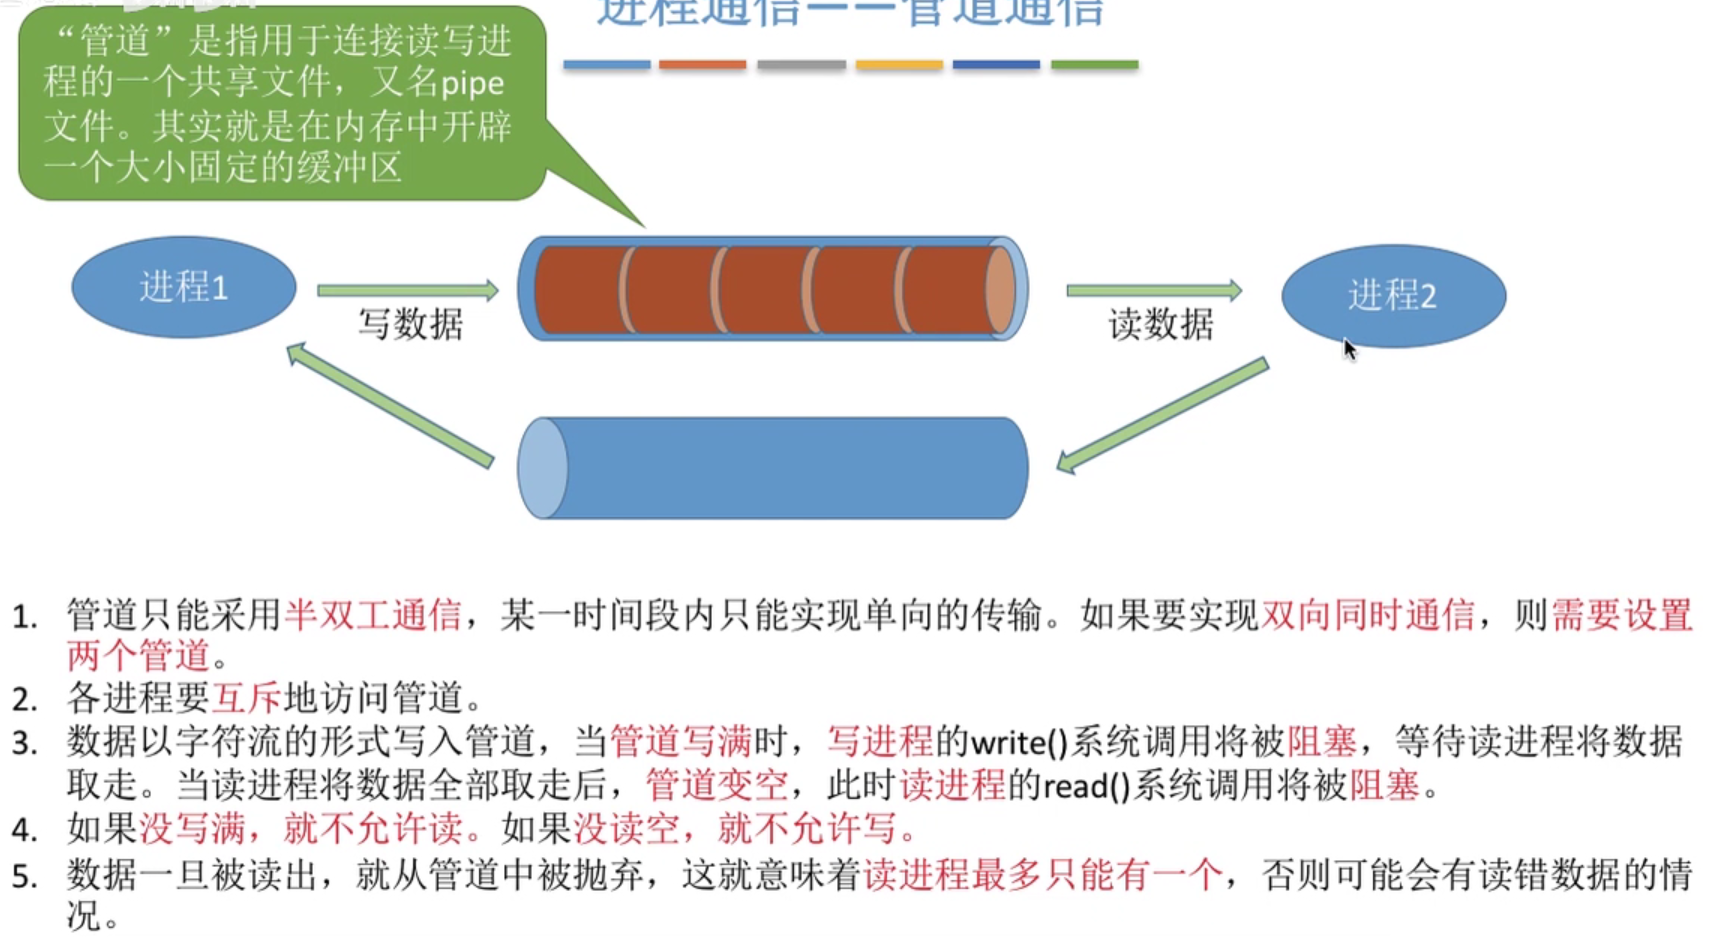 进程通信——管道通信
“管道”是指用于连接读写进
程的一个共享文件，又名pipe
文件。其实就是在内存中开辟
一个大小固定的缓冲区
进程1
写数据
读数据
进程2
1. 管道只能采用半双工通信，某一时间段内只能实现单向的传输。如果要实现双向同时通信，则需要设置
两个管道。
2. 各进程要互斥地访问管道。
3. 数据以字符流的形式写入管道，当管道写满时，写进程的write()系统调用将被阻塞，等待读进程将数据
取走。当读进程将数据全部取走后，管道变空，此时读进程的read()系统调用将被阻塞。
4. 如果没写满，就不允许读。如果没读空，就不允许写。
5. 数据一旦被读出，就从管道中被抛弃，这就意味着读进程最多只能有一个，否则可能会有读错数据的情
况。